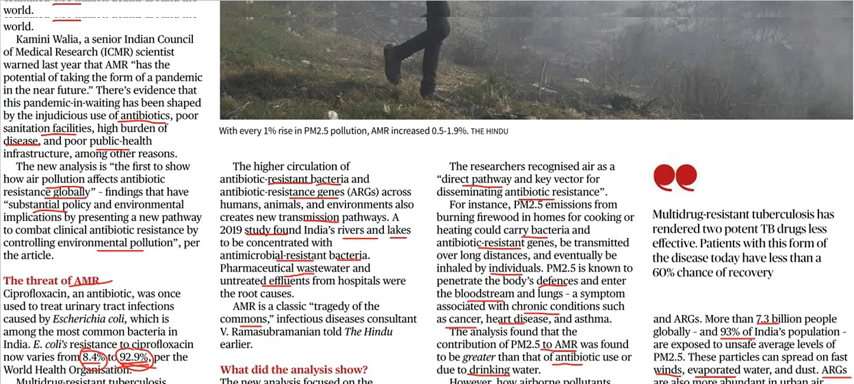 world.
world.
Kamini Walia, a senior Indian Council
of Medical Research (ICMR) scientist
warned last year that AMR “has the
potential of taking the form of a pandemic
in the near future.” There’s evidence that
this pandemic-in-waiting has been shaped
by the injudicious use of antibiotics, poor
sanitation facilities, high burden of
disease, and poor public-health
infrastructure, among other reasons.
The new analysis is “the first to show
how air pollution affects antibiotic
resistance globally” - findings that have
“substantial policy and environmental
implications by presenting a new pathway
to combat clinical antibiotic resistance by
controlling environmental pollution”, per
the article.
The threat of AMR
Ciprofloxacin, an antibiotic, was once
used to treat urinary tract infections
caused by Escherichia coli, which is
among the most common bacteria in
India. E. coli’s resistance to ciprofloxacin
now varies from 8.4% to 92.9%, per the
World Health Organisation.
Multidrug-resistant tuberculosis
With every 1% rise in PM2.5 pollution, AMR increased 0.5-1.9%. THE HINDU
The higher circulation of
antibiotic-resistant bacteria and
antibiotic-resistance genes (ARGs) across
humans, animals, and environments also
creates new transmission pathways. A
2019 study found India’s rivers and lakes
to be concentrated with
antimicrobial-resistant bacteria.
Pharmaceutical wastewater and
untreated effluents from hospitals were
the root causes.
AMR is a classic “tragedy of the
commons,” infectious diseases consultant
V. Ramasubramanian told The Hindu
earlier.
What did the analysis show?
The new analysis focused on the
The researchers recognised air as a
“direct pathway and key vector for
disseminating antibiotic resistance”.
For instance, PM2.5 emissions from
burning firewood in homes for cooking or
heating could carry bacteria and
antibiotic-resistant genes, be transmitted
over long distances, and eventually be
inhaled by individuals. PM2.5 is known to
penetrate the body’s defences and enter
the bloodstream and lungs - a symptom
associated with chronic conditions such
as cancer, heart disease, and asthma.
The analysis found that the
contribution of PM2.5 to AMR was found
to be greater than that of antibiotic use or
due to drinking water.
However, how airborne pollutants
Multidrug-resistant tuberculosis has
rendered two potent TB drugs less
effective. Patients with this form of
the disease today have less than a
60% chance of recovery
and ARGs. More than 7.3 billion people
globally - and 93% of India’s population -
are exposed to unsafe average levels of
PM2.5. These particles can spread on fast
winds, evaporated water, and dust. ARGs
are also more abundant in urban air,